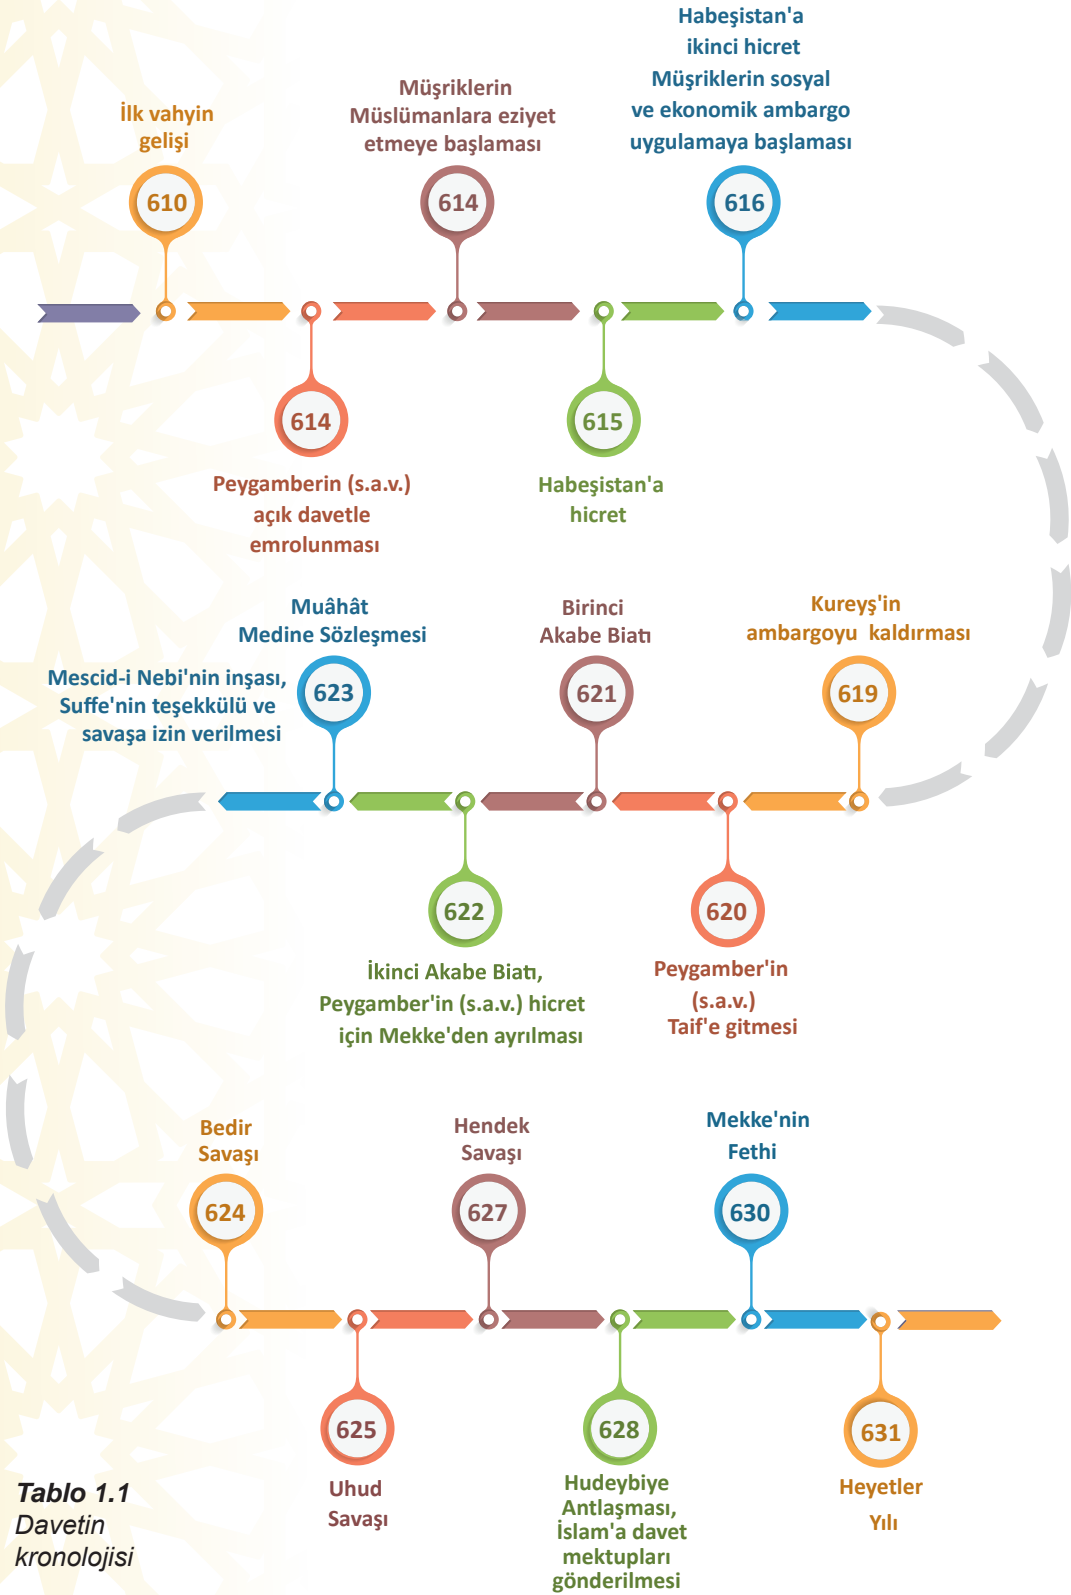 İlk vahyin
gelişi
610
614
Peygamberin (s.a.v.)
açık davetle
emrolunması
Müşriklerin
Müslümanlara eziyet
etmeye başlaması
614
615
Habeşistan'a
hicret
Habeşistan'a
ikinci hicret
Müşriklerin sosyal
ve ekonomik ambargo
uygulamaya başlaması
616
Kureyş'in
ambargoyu kaldırması
619
620
Peygamber'in
(s.a.v.)
Taif'e gitmesi
Birinci
Akabe Biatı
621
622
İkinci Akabe Biatı,
Peygamber'in (s.a.v.) hicret
için Mekke'den ayrılması
Muâhât
Medine Sözleşmesi
Mescid-i Nebi'nin inşası,
Suffe'nin teşekkülü ve
savaşa izin verilmesi
623
Bedir
Savaşı
624
625
Uhud
Savaşı
Hendek
Savaşı
627
628
Hudeybiye
Antlaşması,
İslam'a davet
mektupları
gönderilmesi
Mekke'nin
Fethi
630
631
Heyetler
Yılı
Tablo 1.1
Davetin
kronolojisi